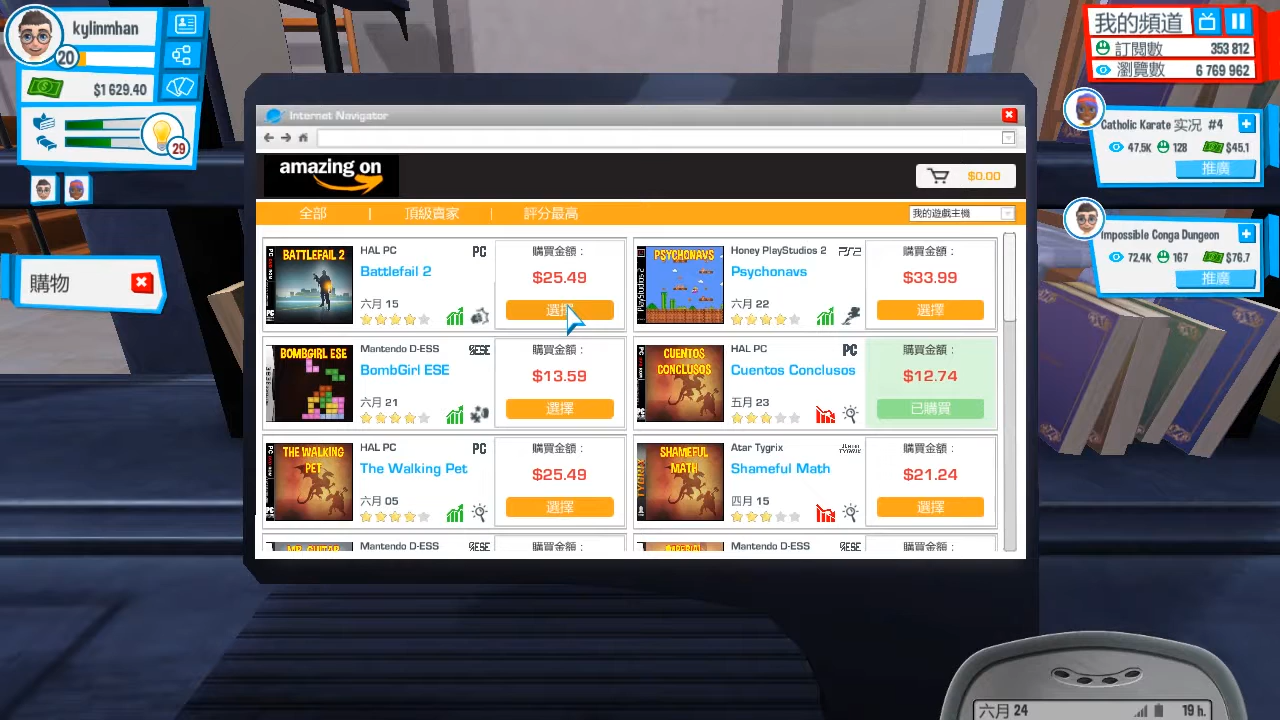 kylinmhan
20
$1 629.40
29
購物
我的頻道
訂閱數 353 812
瀏覽數 6 769 962
Catholic Karate 实况 #4
47.5K 128 $45.1
推廣
Impossible Conga Dungeon
72.4K 167 $76.7
推廣
Internet Navigator
amazing on
$0.00
全部 | 頂級賣家 | 評分最高
我的遊戲主機
BATTLEFAIL 2
HAL PC
PC
Battlefail 2
六月 15
購買金額：
$25.49
選擇
PSYCHONAVS
Honey PlayStudios 2
PS2
Psychonavs
六月 22
購買金額：
$33.99
選擇
BOMBGIRL ESE
Mantendo D-ESS
BombGirl ESE
六月 21
購買金額：
$13.59
選擇
CUENTOS
CONCLUSOS
HAL PC
PC
Cuentos Conclusos
五月 23
購買金額：
$12.74
已購買
THE WALKING
PET
HAL PC
PC
The Walking Pet
六月 05
購買金額：
$25.49
選擇
SHAMEFUL
MATH
Atar Tygrix
Shameful Math
四月 15
購買金額：
$21.24
選擇
Mantendo D-ESS
購買金額：
Mantendo D-ESS
購買金額：
六月 24
19 h.